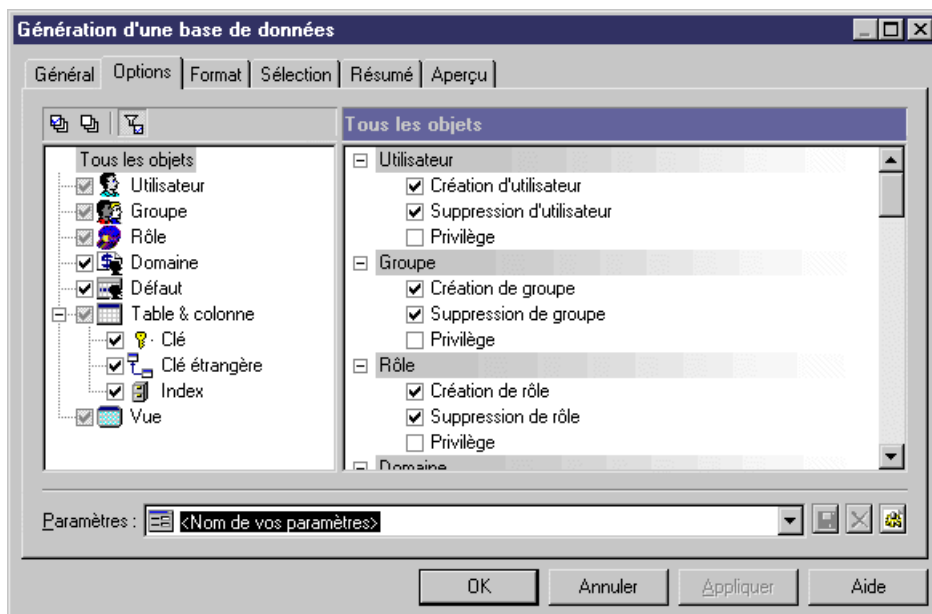 Génération d'une base de données
Général Options Format Sélection Résumé Aperçu
Tous les objets
Tous les objets
Utilisateur
Groupe
Rôle
Domaine
Défaut
Table & colonne
Clé
Clé étrangère
Index
Vue
Utilisateur
Création d'utilisateur
Suppression d'utilisateur
Privilège
Groupe
Création de groupe
Suppression de groupe
Privilège
Rôle
Création de rôle
Suppression de rôle
Privilège
Domaine
Paramètres : <Nom de vos paramètres>
OK Annuler Appliquer Aide